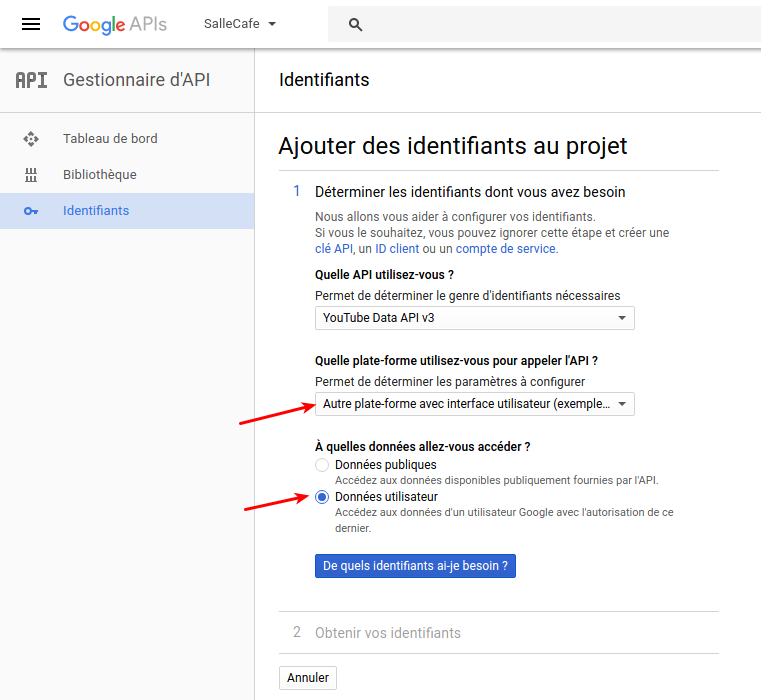 Google APIs SalleCafe
API Gestionnaire d'API Identifiants
Tableau de bord
Bibliothèque
Identifiants
Ajouter des identifiants au projet
1 Déterminer les identifiants dont vous avez besoin
Nous allons vous aider à configurer vos identifiants.
Si vous le souhaitez, vous pouvez ignorer cette étape et créer une
clé API, un ID client ou un compte de service.
Quelle API utilisez-vous ?
Permet de déterminer le genre d'identifiants nécessaires
YouTube Data API v3
Quelle plate-forme utilisez-vous pour appeler l'API ?
Permet de déterminer les paramètres à configurer
Autre plate-forme avec interface utilisateur (exemple...
À quelles données allez-vous accéder ?
Données publiques
Accédez aux données disponibles publiquement fournies par l'API.
Données utilisateur
Accédez aux données d'un utilisateur Google avec l'autorisation de ce
dernier.
De quels identifiants ai-je besoin ?
2 Obtenir vos identifiants
Annuler